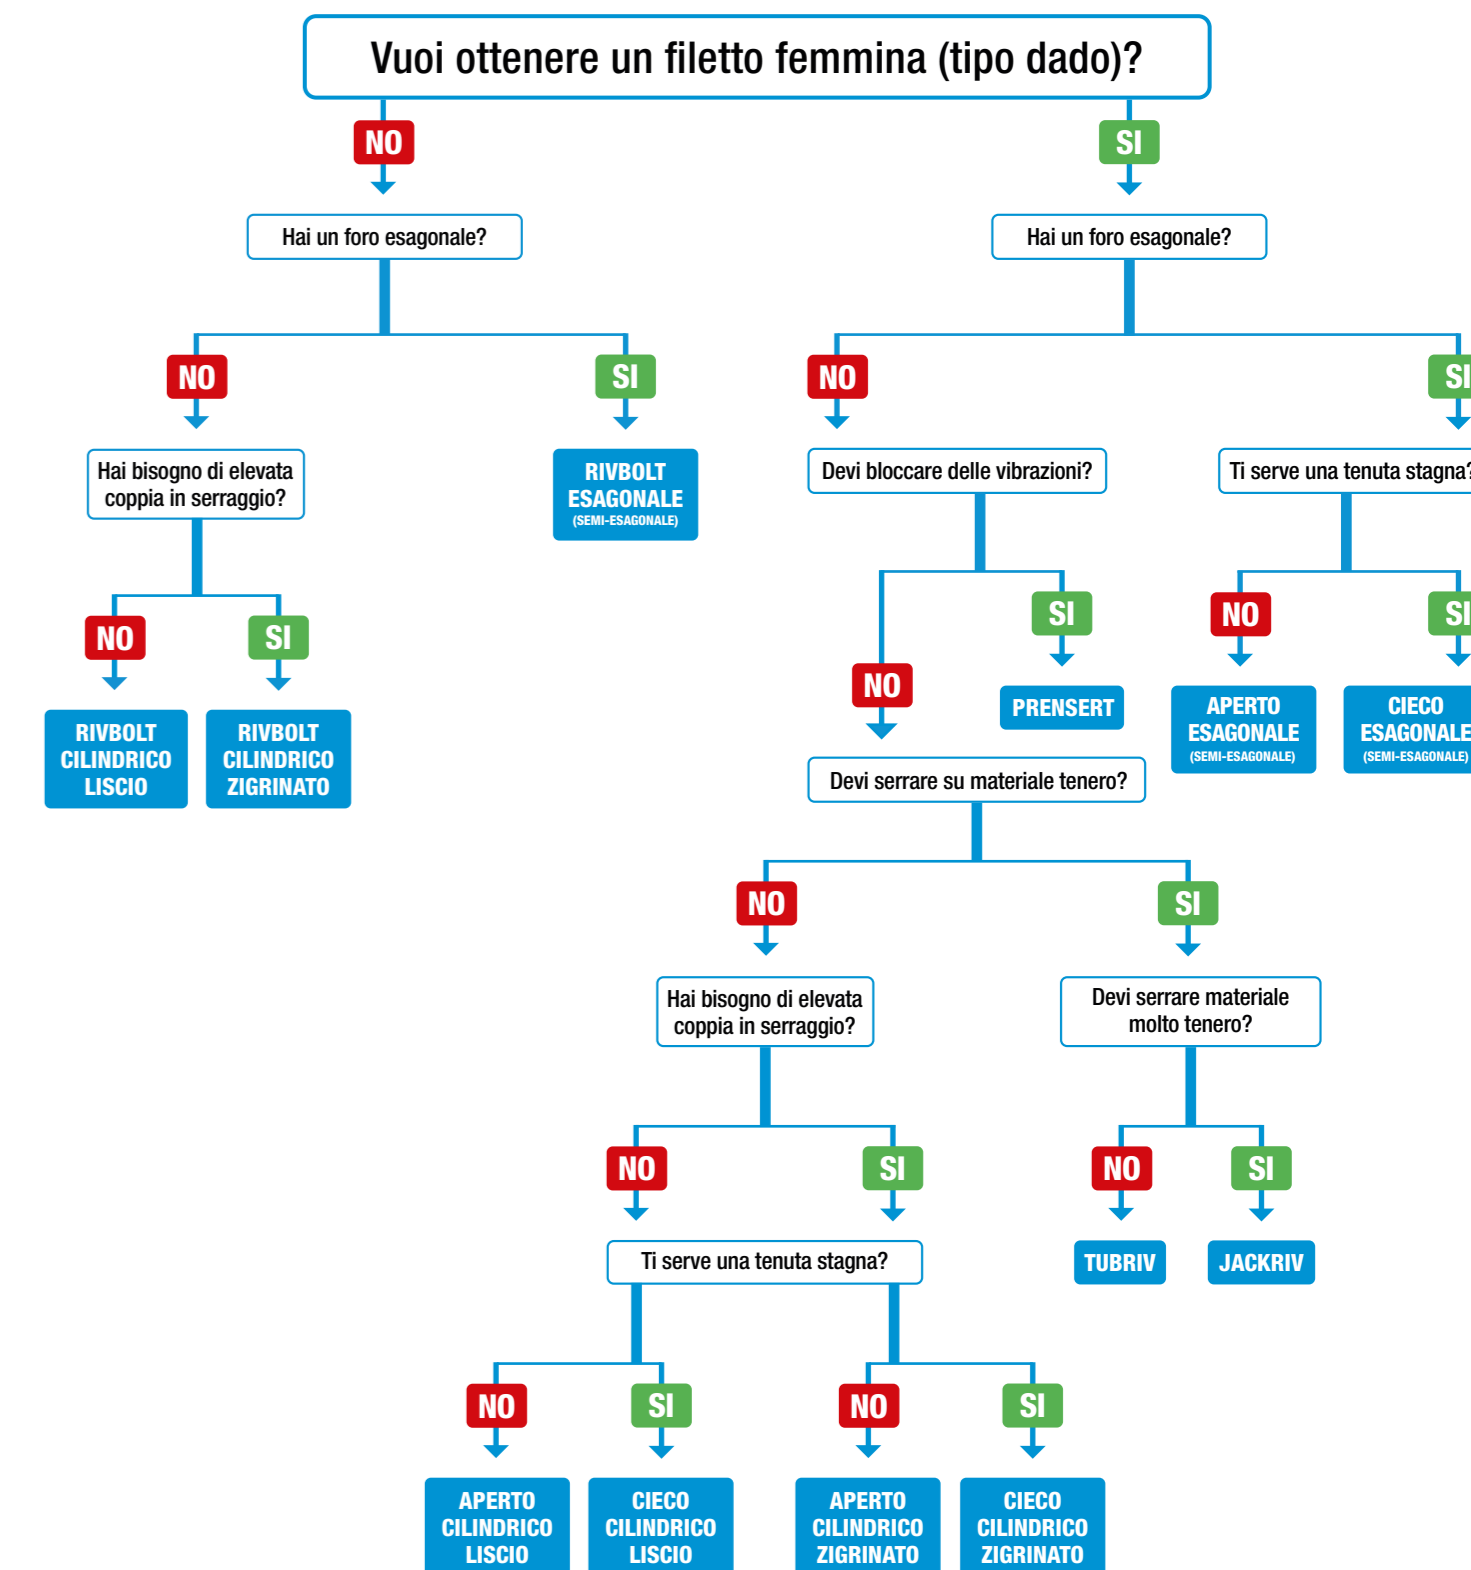 Vuoi ottenere un filetto femmina (tipo dado)?
NO
SI
Hai un foro esagonale?
Hai un foro esagonale?
NO
SI
NO
SI
Hai bisogno di elevata
coppia in serraggio?
RIVBOLT
ESAGONALE
(SEMI-ESAGONALE)
Devi bloccare delle vibrazioni?
Ti serve una tenuta stagna?
NO
SI
NO
SI
NO
SI
RIVBOLT
CILINDRICO
LISCIO
RIVBOLT
CILINDRICO
ZIGRINATO
PRENSERT
APERTO
ESAGONALE
(SEMI-ESAGONALE)
CIECO
ESAGONALE
(SEMI-ESAGONALE)
Devi serrare su materiale tenero?
NO
SI
Hai bisogno di elevata
coppia in serraggio?
Devi serrare materiale
molto tenero?
NO
SI
NO
SI
Ti serve una tenuta stagna?
TUBRIV
JACKRIV
NO
SI
NO
SI
APERTO
CILINDRICO
LISCIO
CIECO
CILINDRICO
LISCIO
APERTO
CILINDRICO
ZIGRINATO
CIECO
CILINDRICO
ZIGRINATO